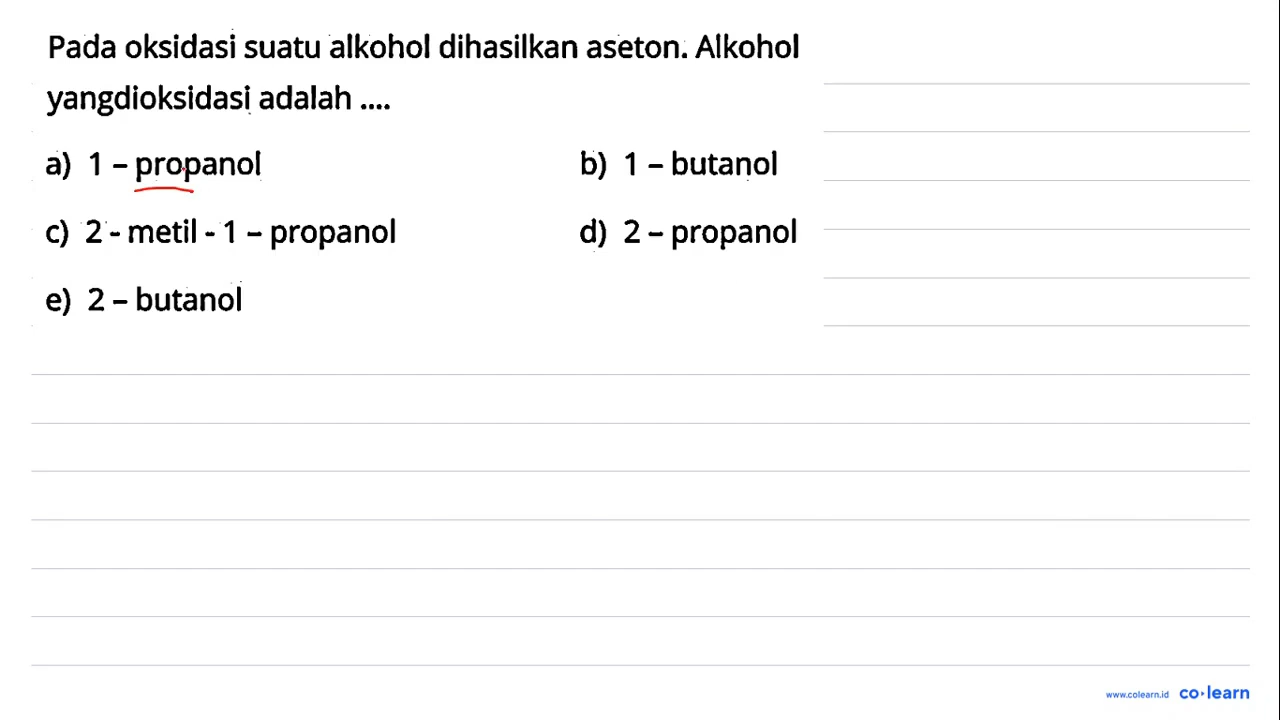 Pada oksidasi suatu alkohol dihasilkan aseton. Alkohol
yangdioksidasi adalah ....
a) 1 – propanol b) 1 – butanol
c) 2 - metil - 1 – propanol d) 2 – propanol
e) 2 – butanol
www.colearn.id co·learn